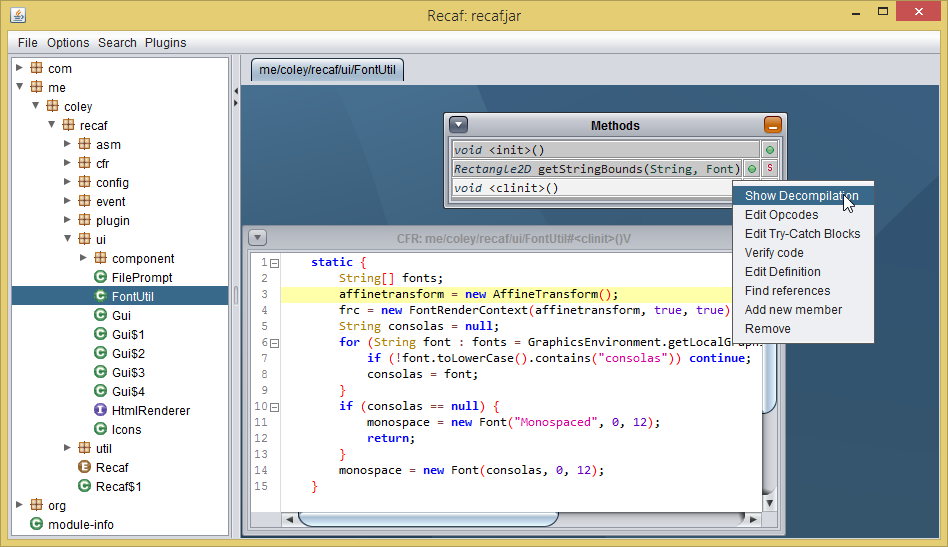 Recaf: recaf.jar
File Options Search Plugins
com
me
coley
recaf
asm
cfr
config
event
plugin
ui
component
FilePrompt
FontUtil
Gui
Gui$1
Gui$2
Gui$3
Gui$4
HtmlRenderer
Icons
util
Recaf
Recaf$1
org
module-info
me/coley/recaf/ui/FontUtil
Methods
void <init>()
Rectangle2D getStringBounds(String, Font) S
void <clinit>()
Show Decompilation
Edit Opcodes
Edit Try-Catch Blocks
Verify code
Edit Definition
Find references
Add new member
Remove
CFR: me/coley/recaf/ui/FontUtil#<clinit>()V
1 static {
2 String[] fonts;
3 affinetransform = new AffineTransform();
4 frc = new FontRenderContext(affinetransform, true, true)
5 String consolas = null;
6 for (String font : fonts = GraphicsEnvironment.getLocalGraph
7 if (!font.toLowerCase().contains("consolas")) continue;
8 consolas = font;
9 }
10 if (consolas == null) {
11 monospace = new Font("Monospaced", 0, 12);
12 return;
13 }
14 monospace = new Font(consolas, 0, 12);
15 }